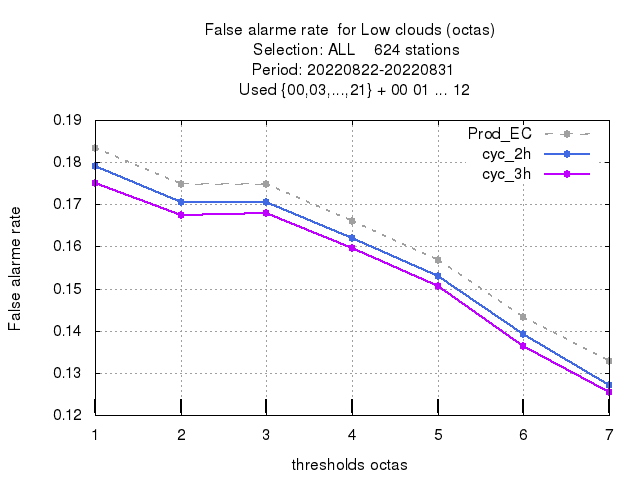 False alarme rate  for Low clouds (octas)
Selection: ALL    624 stations
Period: 20220822-20220831
Used {00,03,...,21} + 00 01 ... 12
Prod_EC
cyc_2h
cyc_3h
False alarme rate
0.19
0.18
0.17
0.16
0.15
0.14
0.13
0.12
1 2 3 4 5 6 7
thresholds octas